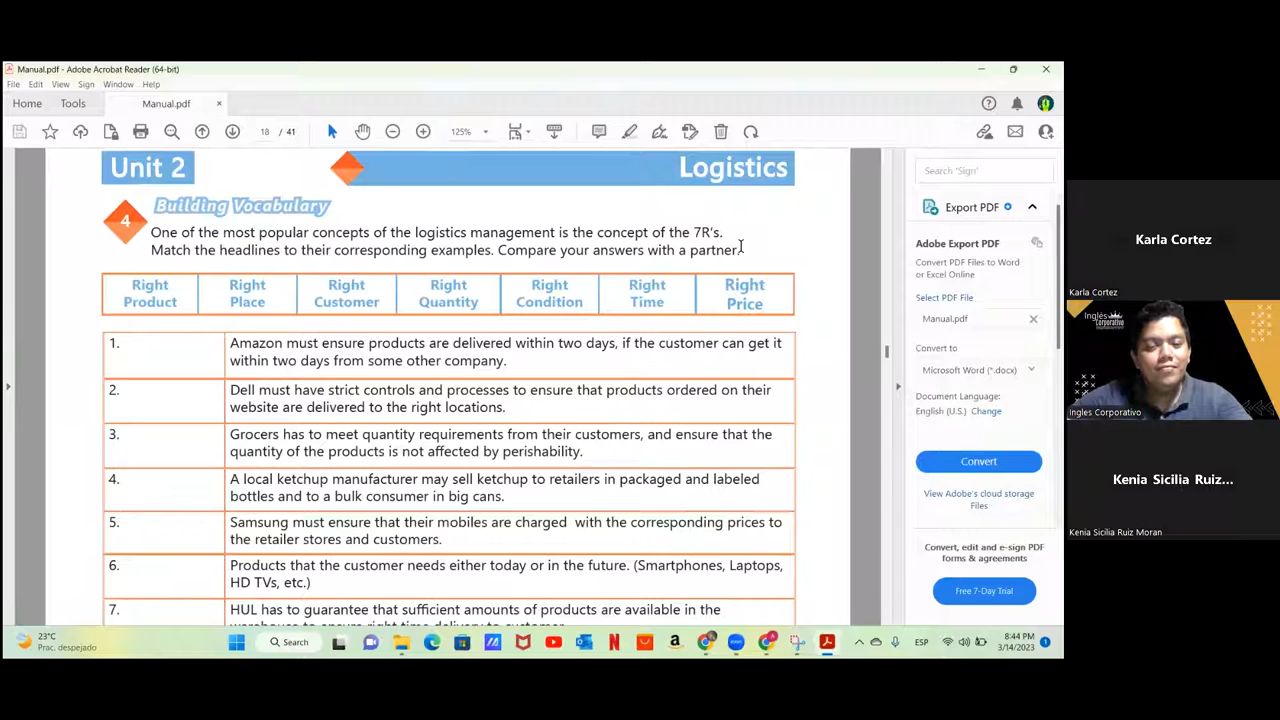 Manual.pdf - Adobe Acrobat Reader (64-bit)
File Edit View Sign Window Help
Home Tools Manual.pdf ×
18 / 41 125%
Unit 2 Logistics
4 Building Vocabulary
One of the most popular concepts of the logistics management is the concept of the 7R's.
Match the headlines to their corresponding examples. Compare your answers with a partner.
Right Product
Right Place
Right Customer
Right Quantity
Right Condition
Right Time
Right Price
1. Amazon must ensure products are delivered within two days, if the customer can get it
within two days from some other company.
2. Dell must have strict controls and processes to ensure that products ordered on their
website are delivered to the right locations.
3. Grocers has to meet quantity requirements from their customers, and ensure that the
quantity of the products is not affected by perishability.
4. A local ketchup manufacturer may sell ketchup to retailers in packaged and labeled
bottles and to a bulk consumer in big cans.
5. Samsung must ensure that their mobiles are charged with the corresponding prices to
the retailer stores and customers.
6. Products that the customer needs either today or in the future. (Smartphones, Laptops,
HD TVs, etc.)
7. HUL has to guarantee that sufficient amounts of products are available in the
warehouse to ensure right time delivery to customer
Search 'Sign'
Export PDF
Adobe Export PDF
Convert PDF Files to Word
or Excel Online
Select PDF File
Manual.pdf
Convert to
Microsoft Word (*.docx)
Document Language:
English (U.S.) Change
Convert
View Adobe's cloud storage
Files
Convert, edit and e-sign PDF
forms & agreements
Free 7-Day Trial
23°C
Prac. despejado
Search
ESP
8:44 PM
3/14/2023
Karla Cortez
Karla Cortez
Inglés
Corporativo
Ingles Corporativo
Kenia Sicilia Ruiz...
Kenia Sicilia Ruiz Moran